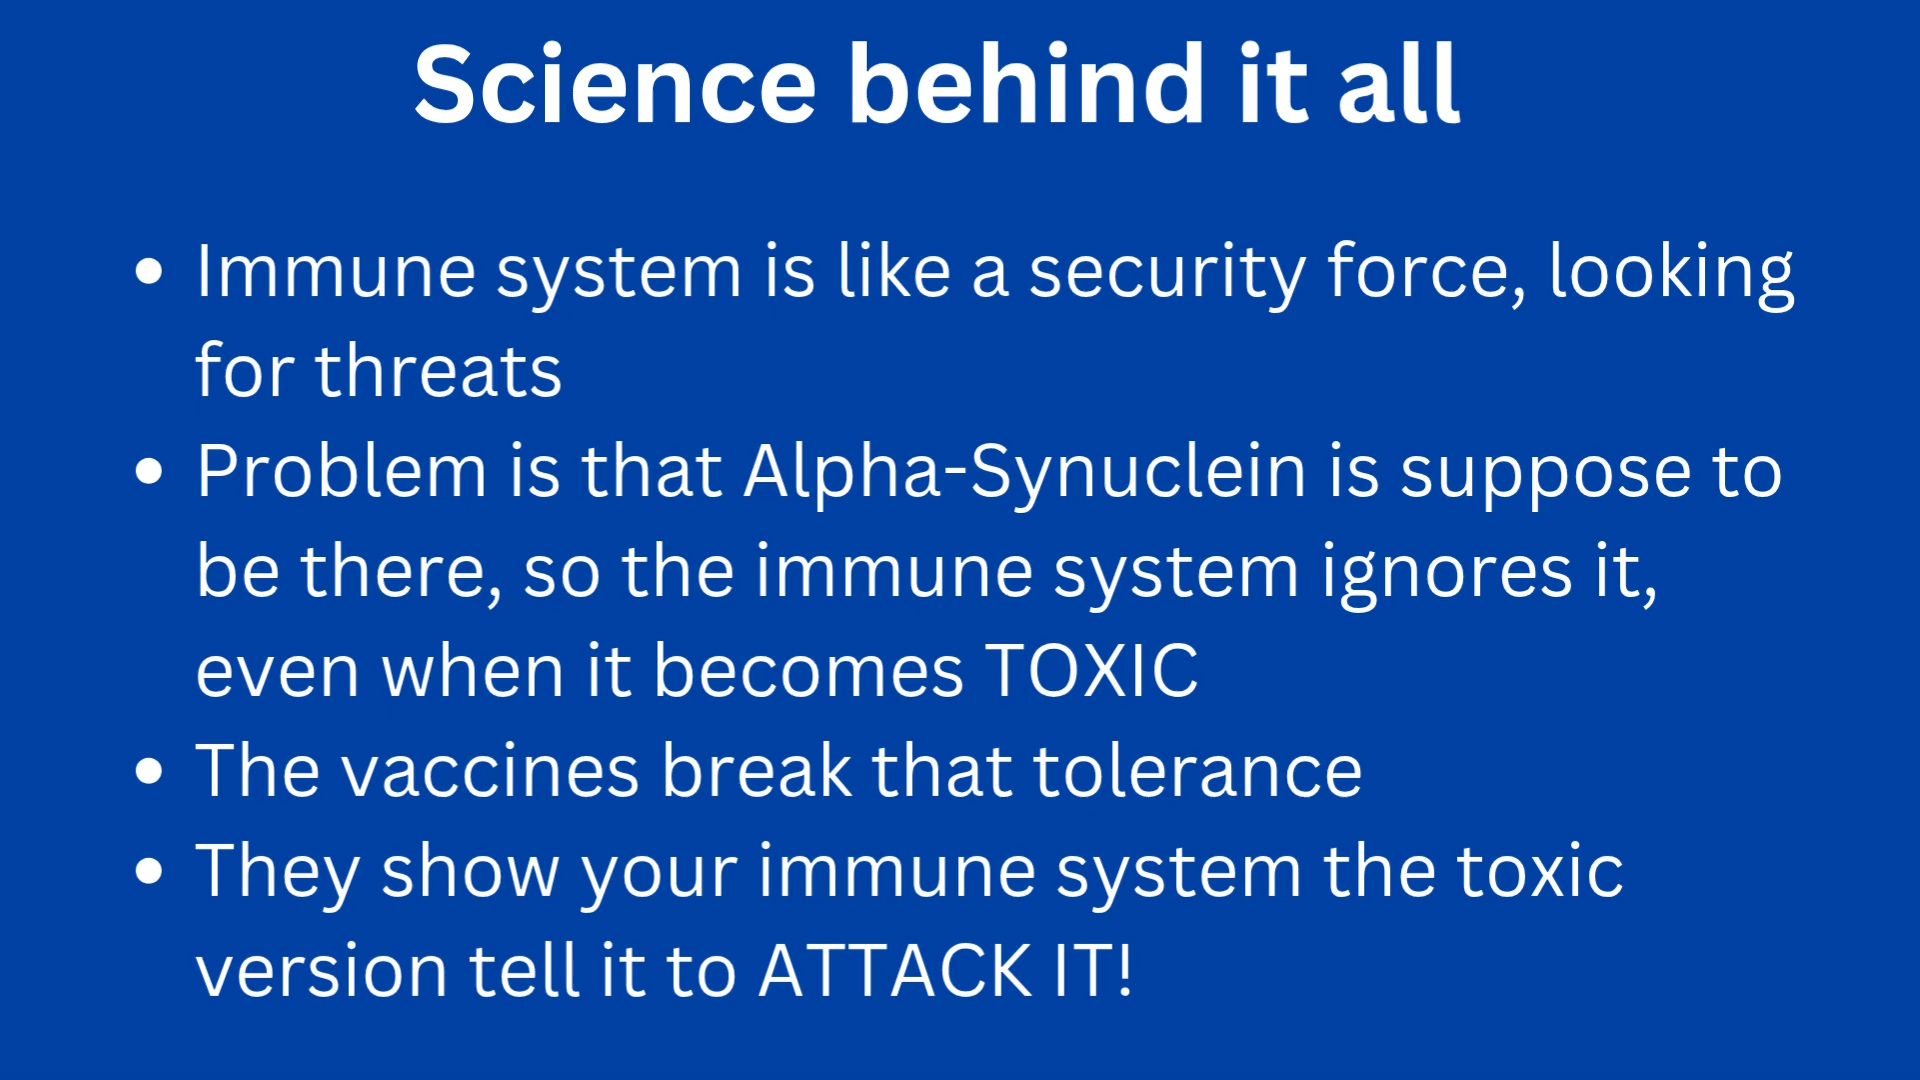 Science behind it all
• Immune system is like a security force, looking
for threats
• Problem is that Alpha-Synuclein is suppose to
be there, so the immune system ignores it,
even when it becomes TOXIC
• The vaccines break that tolerance
• They show your immune system the toxic
version tell it to ATTACK IT!